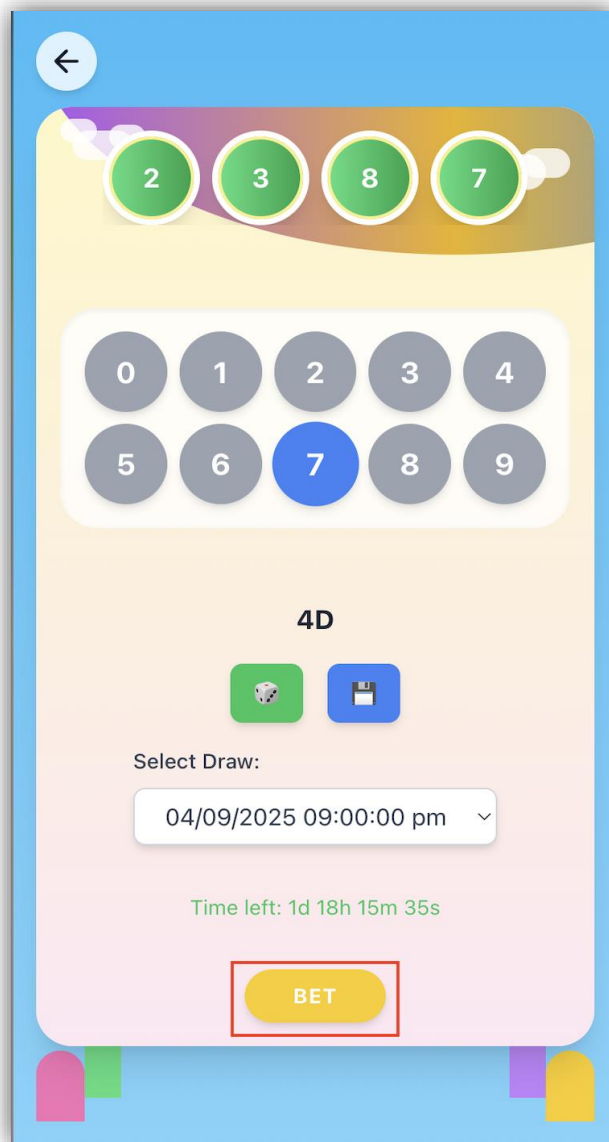 2 3 8 7
0 1 2 3 4
5 6 7 8 9
4D
Select Draw:
04/09/2025 09:00:00 pm
Time left: 1d 18h 15m 35s
BET